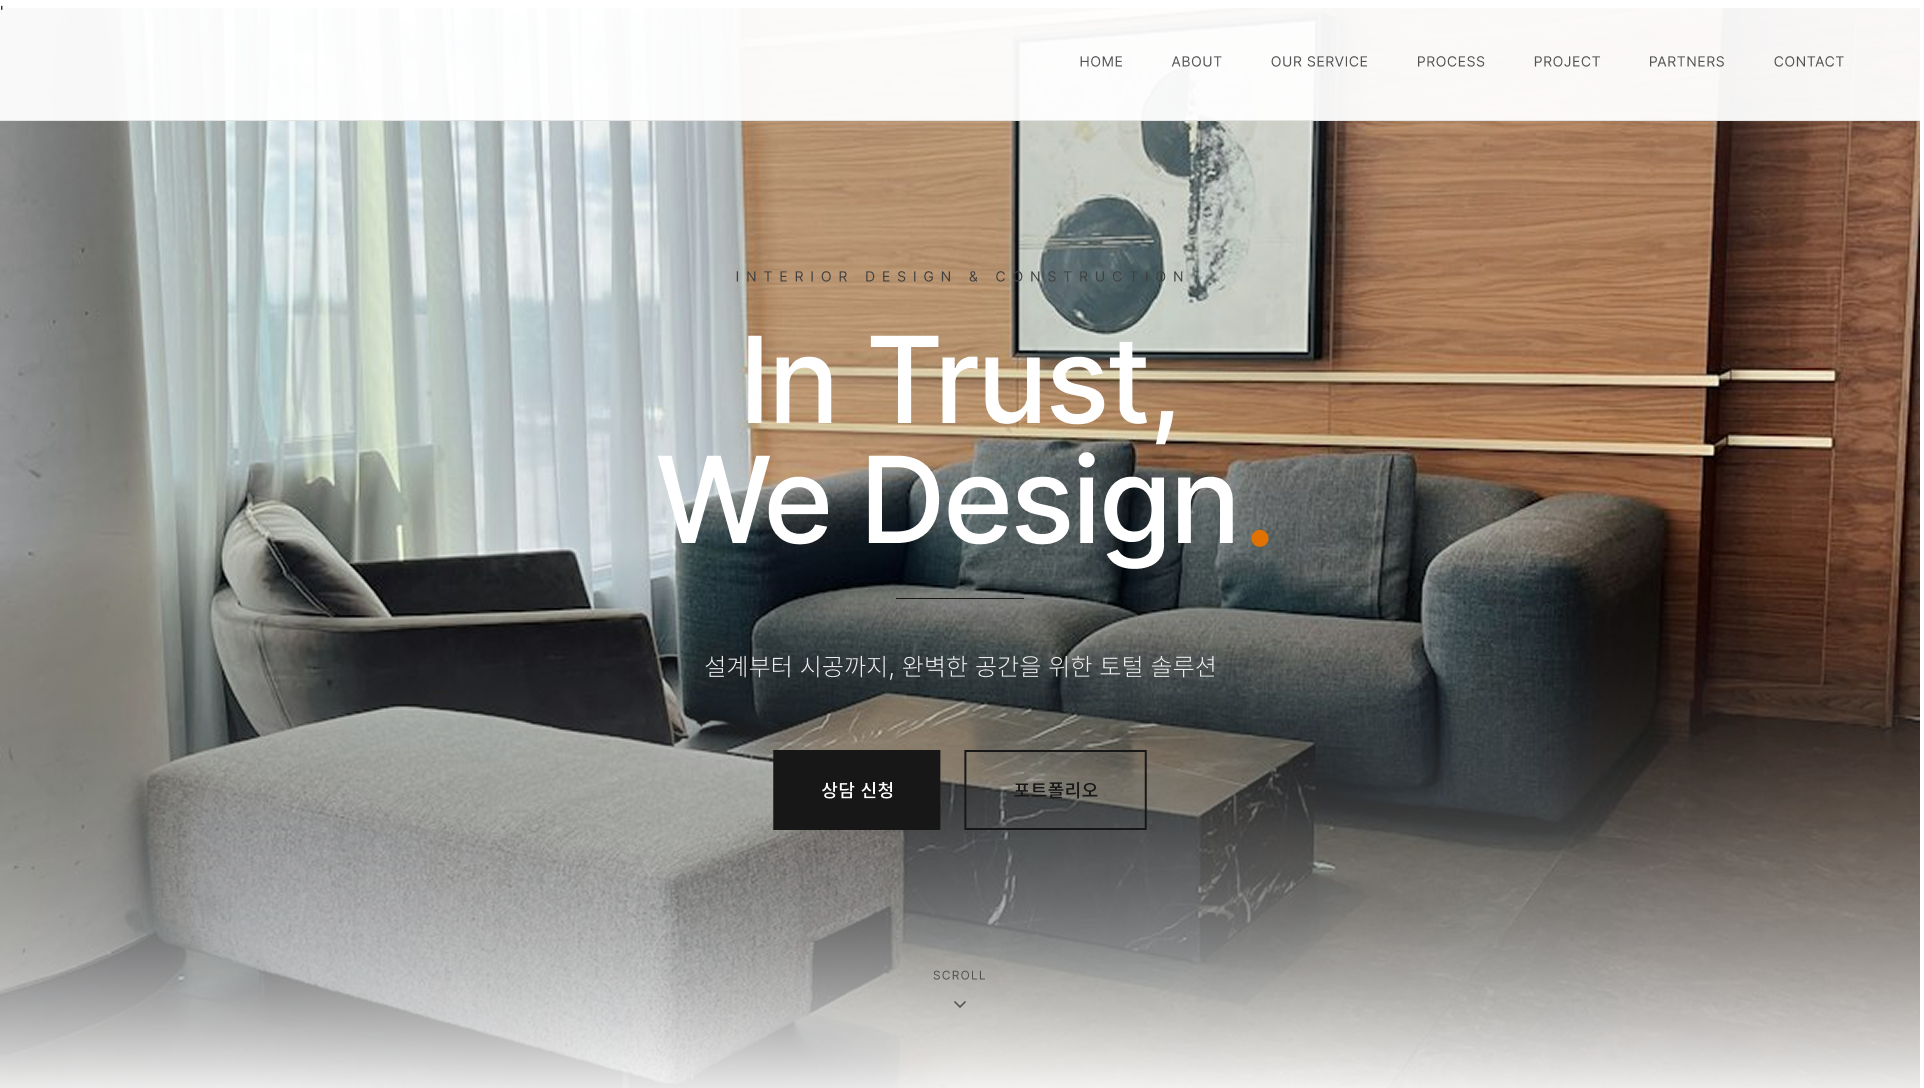 HOME ABOUT OUR SERVICE PROCESS PROJECT PARTNERS CONTACT
INTERIOR DESIGN & CONSTRUCTION
In Trust,
We Design.
설계부터 시공까지, 완벽한 공간을 위한 토털 솔루션
상담 신청 포트폴리오
SCROLL